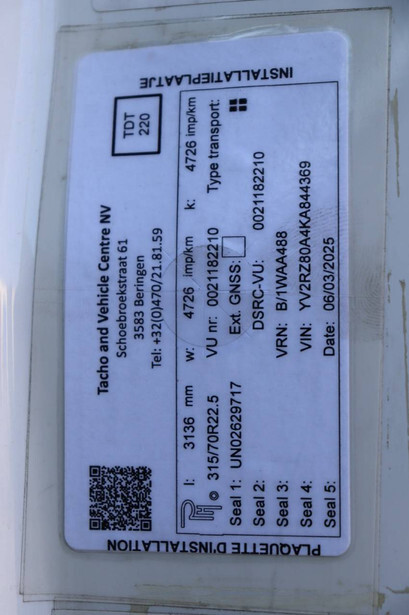 INSTALLATIEPLAATJE
Tacho and Vehicle Centre NV
Schoebroekstraat 61
3583 Beringen
Tel: +32(0)470/21.81.59
TDT
220
l: 3136 mm w: 4726 imp/km k: 4726 imp/km
315/70R22.5 VU nr: 0021182210 Type transport:
Seal 1: UN02629717 Ext. GNSS:
Seal 2: DSRC-VU: 0021182210
Seal 3: VRN: B/1WAA488
Seal 4: VIN: YV2RZ80A4KA844369
Seal 5: Date: 06/03/2025
PLAQUETTE D'INSTALLATION